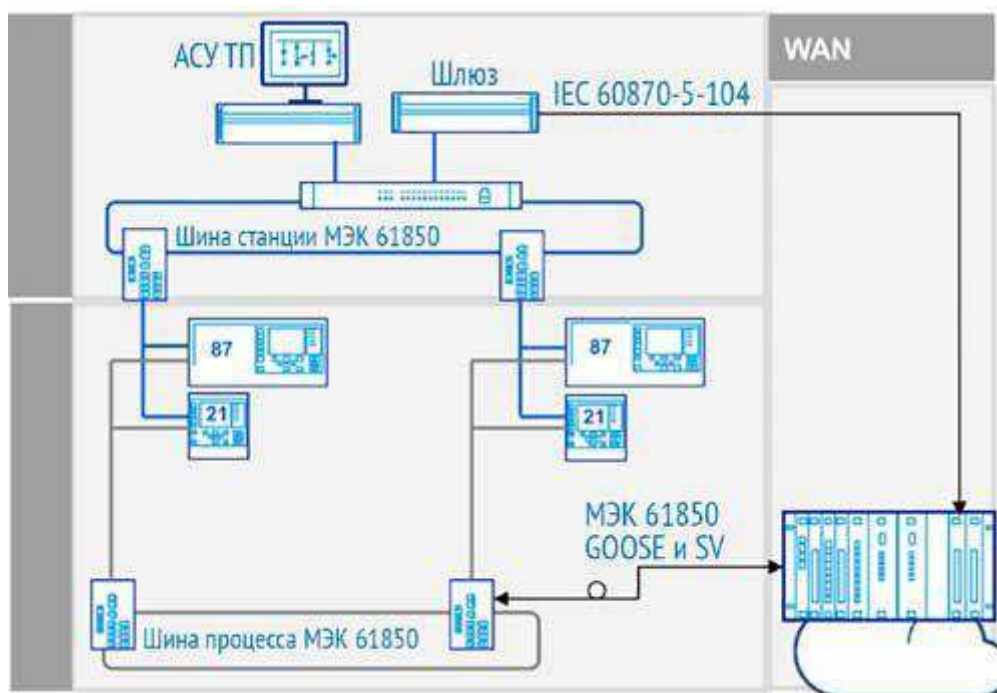 АСУ ТП
Шлюз
IEC 60870-5-104
WAN
Шина станции МЭК 61850
87
87
21
21
МЭК 61850
GOOSE и SV
Шина процесса МЭК 61850